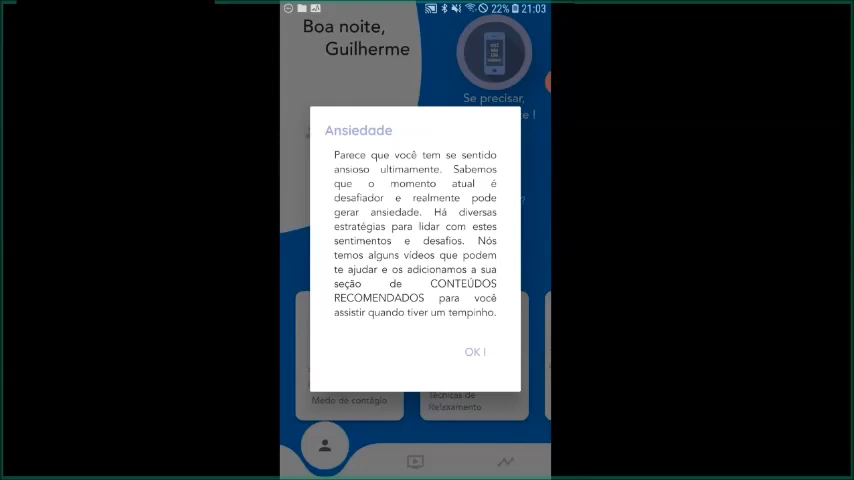 22% 21:03
Boa noite,
Guilherme
Se precisar,
te !
Ansiedade
Parece que você tem se sentido
ansioso ultimamente. Sabemos
que o momento atual é
desafiador e realmente pode
gerar ansiedade. Há diversas
estratégias para lidar com estes
sentimentos e desafios. Nós
temos alguns vídeos que podem
te ajudar e os adicionamos a sua
seção de CONTEÚDOS
RECOMENDADOS para você
assistir quando tiver um tempinho.
OK !
Medo de contágio
Técnicas de
Relaxamento